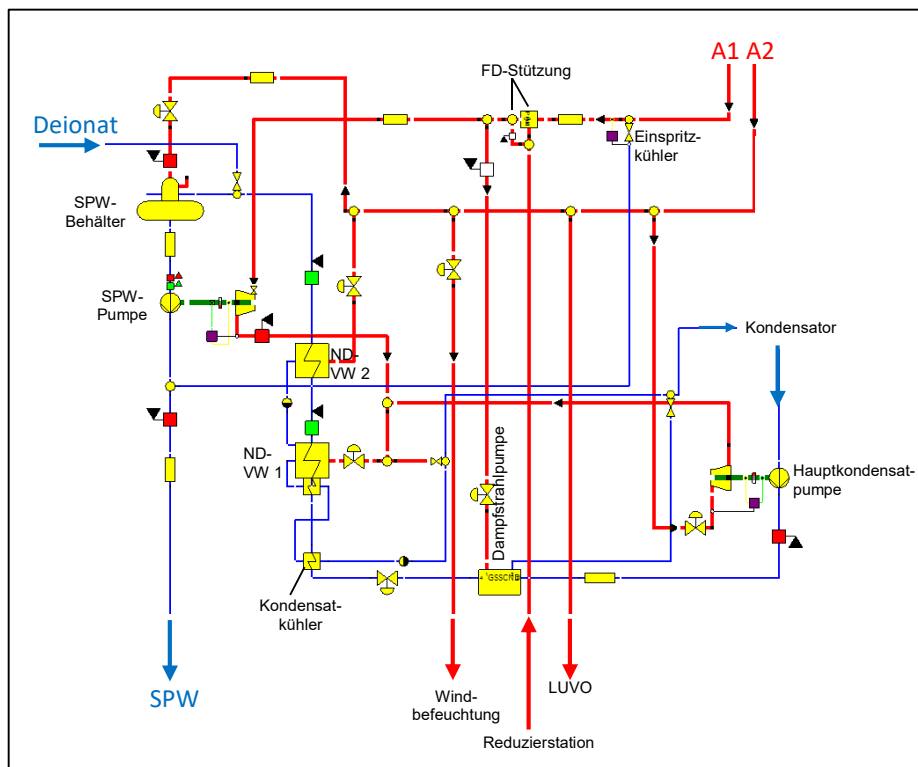 A1 A2
FD-Stützung
Deionat
Einspritz-
kühler
SPW-
Behälter
SPW-
Pumpe
Kondensator
ND-
VW 2
ND-
VW 1
Dampfstrahlpumpe
Hauptkondensat-
pumpe
Kondensat-
kühler
SPW
Wind-
befeuchtung
LUVO
Reduzierstation